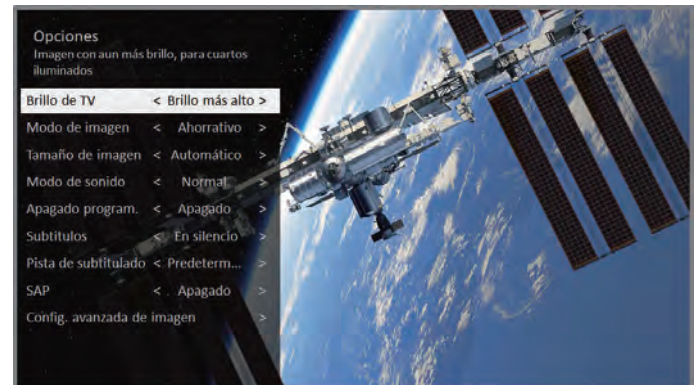 Opciones
Imagen con aun más brillo, para cuartos
iluminados
Brillo de TV < Brillo más alto >
Modo de imagen < Ahorrativo >
Tamaño de imagen < Automático >
Modo de sonido < Normal >
Apagado program. < Apagado >
Subtitulos < En silencio >
Pista de subtitulado < Predeterm... >
SAP < Apagado >
Config. avanzada de imagen >